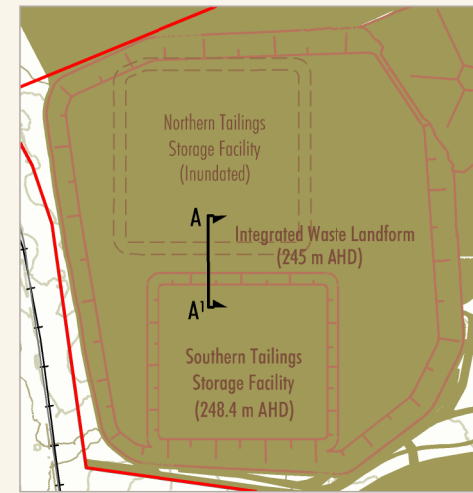 Northern Tailings
Storage Facility
(Inundated)
A
Integrated Waste Landform
(245 m AHD)
A¹
Southern Tailings
Storage Facility
(248.4 m AHD)